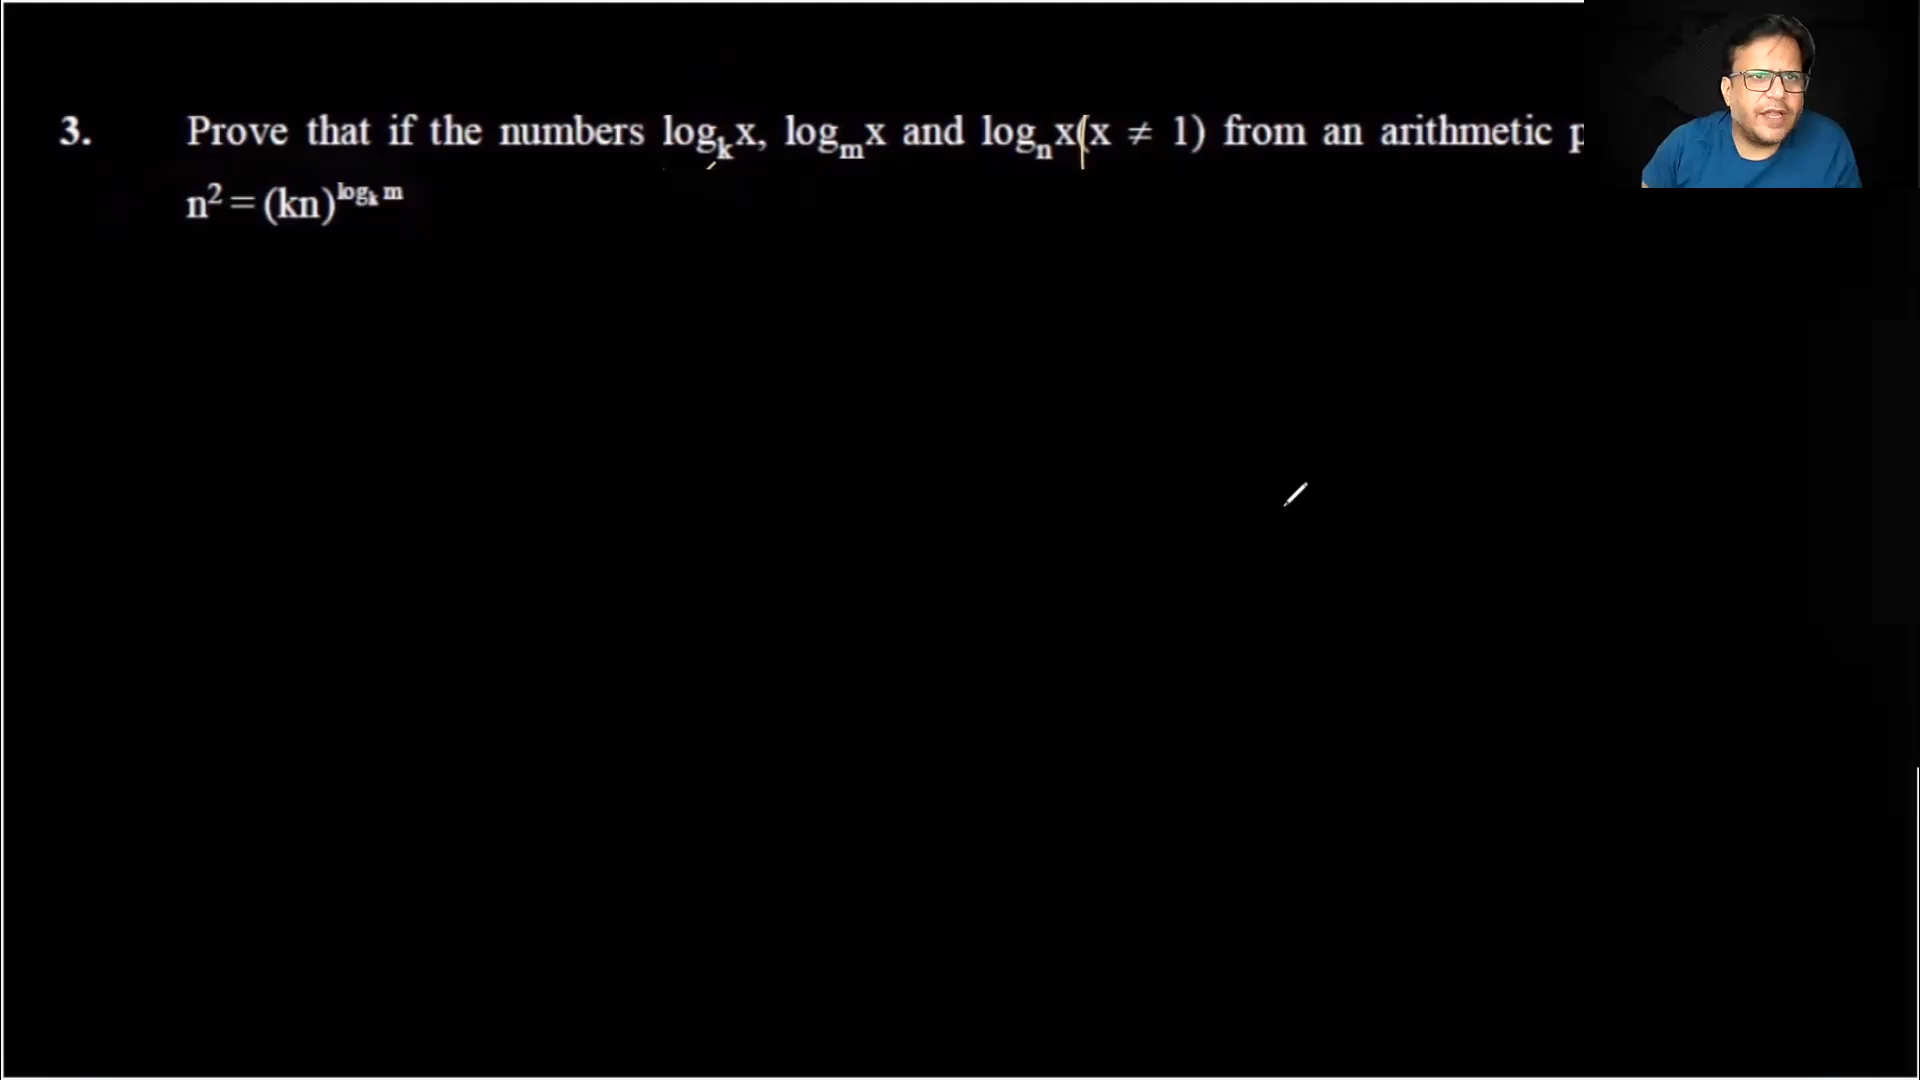 3. Prove that if the numbers logₖx, logₘx and logₙx(x ≠ 1) from an arithmetic
n² = (kn)^logₖ m